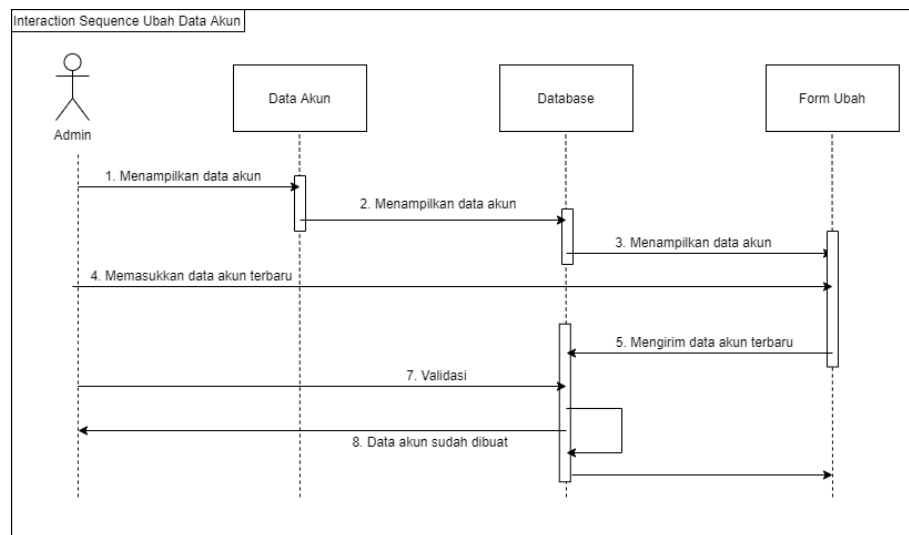 Interaction Sequence Ubah Data Akun
Data Akun
Database
Form Ubah
Admin
1. Menampilkan data akun
2. Menampilkan data akun
3. Menampilkan data akun
4. Memasukkan data akun terbaru
5. Mengirim data akun terbaru
7. Validasi
8. Data akun sudah dibuat